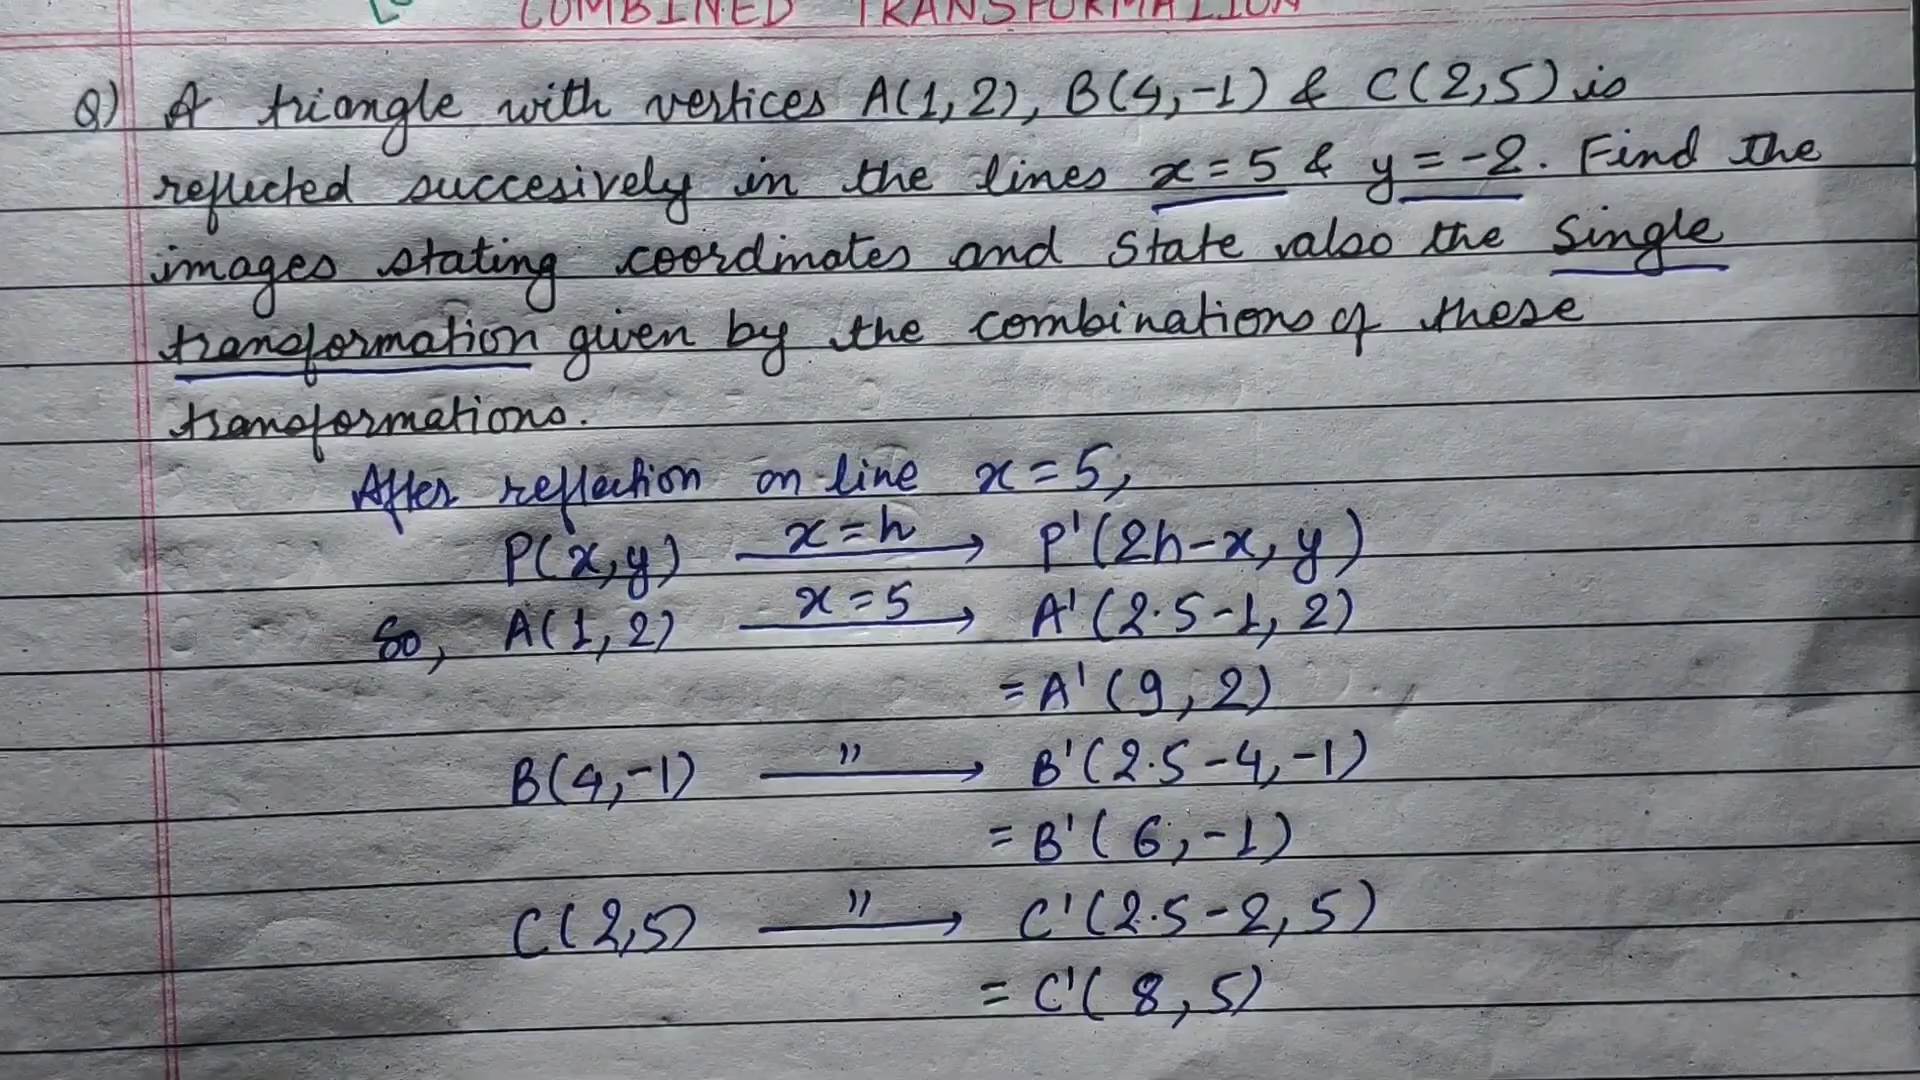 COMBINED TRANSFORMATION
Q) A triangle with vertices A(1,2), B(4,-1) & C(2,5) is
reflected succesively in the lines x=5 & y=-2. Find the
images stating coordinates and state also the single
transformation given by the combinations of these
transformations.
After reflection on line x=5,
P(x,y) x=h → P'(2h-x, y)
So, A(1,2) x=5 → A'(2.5-1, 2)
= A'(9,2)
B(4,-1) " → B'(2.5-4,-1)
= B'(6,-1)
C(2,5) " → C'(2.5-2,5)
= C'(8,5)